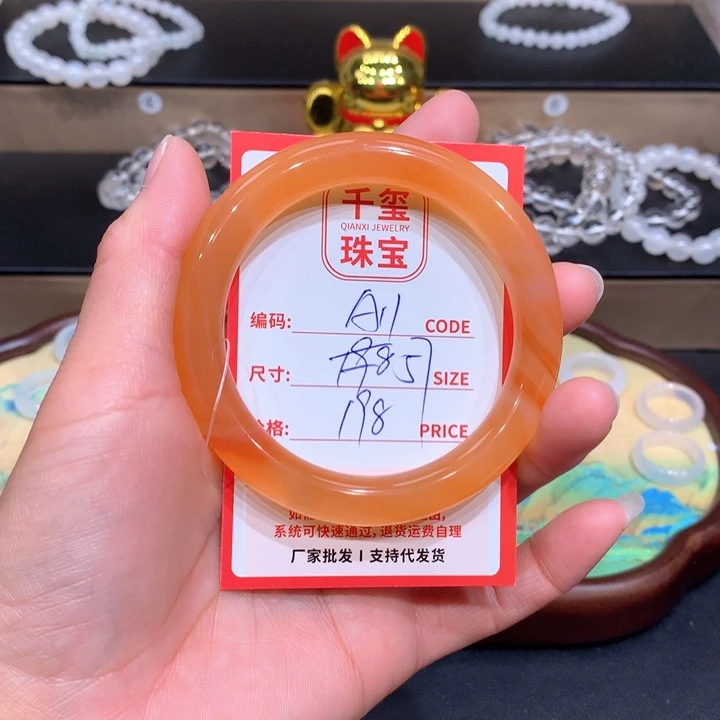 千玺
QIANXI JEWELRY
珠宝
编码: A11 CODE
尺寸: SIZE
格: 198 PRICE
系统可快速通过, 退货运费自理
厂家批发 I 支持代发货